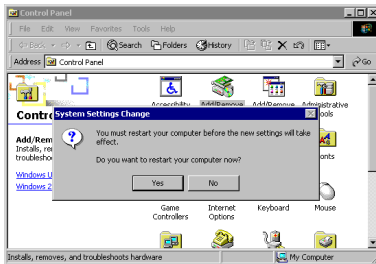 Control Panel
File Edit View Favorites Tools Help
Back Search Folders History
Address Control Panel Go
Accessibility Add/Remove Add/Remove Administrative
Tools
Add/Rem
Installs, re
troublesho
Windows U
Windows 2
System Settings Change
You must restart your computer before the new settings will take
effect.
Do you want to restart your computer now?
Yes No
Game Internet Keyboard Mouse
Controllers Options
Installs, removes, and troubleshoots hardware My Computer